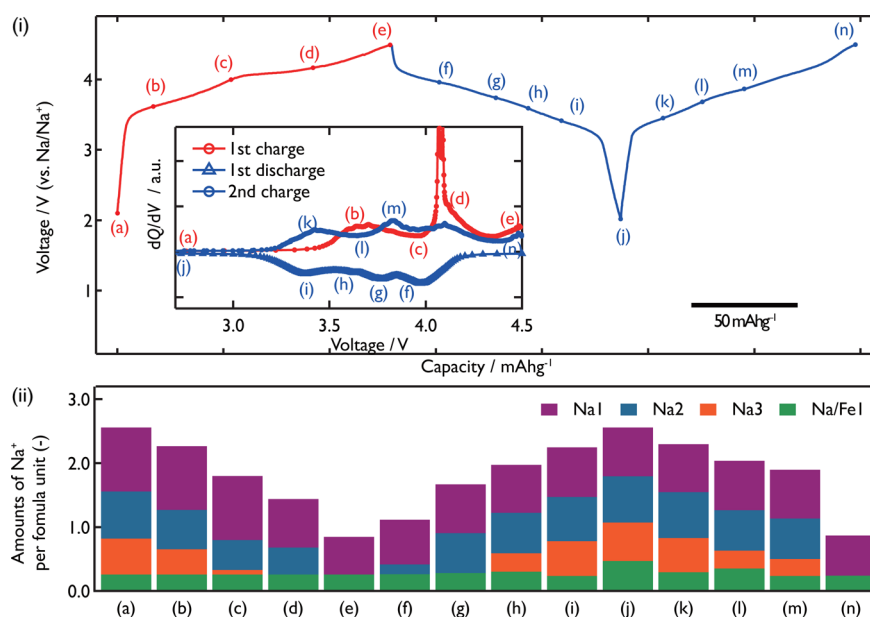 (i)
(a)
(b)
(c)
(d)
(e)
(f)
(g)
(h)
(i)
(j)
(k)
(l)
(m)
(n)
4
3
2
1
Voltage / V (vs. Na/Na+)
1st charge
1st discharge
2nd charge
dQ/dV / a.u.
(a)
(j)
(k)
(b)
(m)
(d)
(e)
(l)
(c)
(n)
(i)
(h)
(g)
(f)
3.0 3.5 4.0 4.5
Voltage / V
50 mAhg-1
Capacity / mAhg-1
(ii)
3.0
2.0
1.0
0.0
Amounts of Na+
per fomula unit (-)
Na1 Na2 Na3 Na/Fe1
(a) (b) (c) (d) (e) (f) (g) (h) (i) (j) (k) (l) (m) (n)